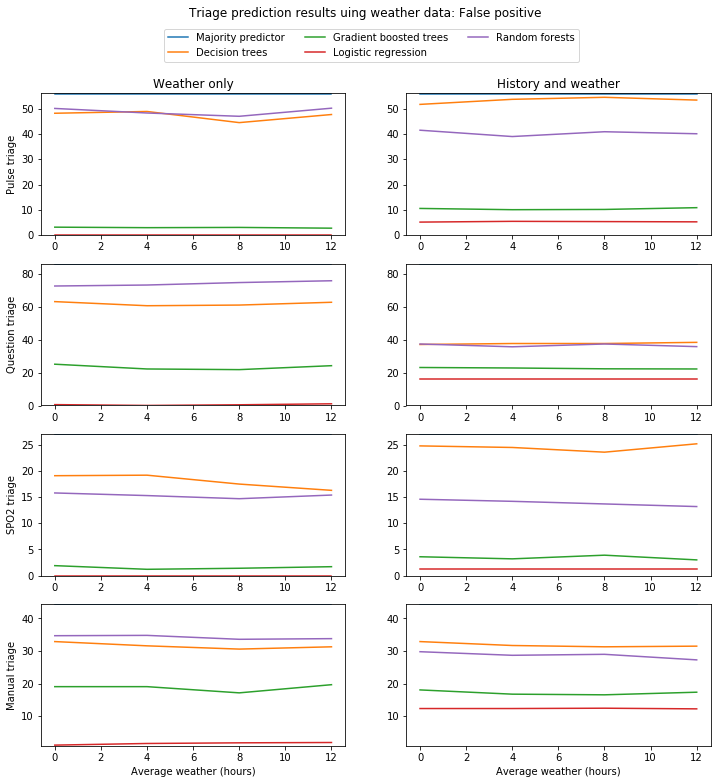 Triage prediction results uing weather data: False positive
Majority predictor Gradient boosted trees Random forests
Decision trees Logistic regression
Weather only History and weather
Pulse triage
50
40
30
20
10
0
0 2 4 6 8 10 12
50
40
30
20
10
0
0 2 4 6 8 10 12
Question triage
80
60
40
20
0
0 2 4 6 8 10 12
80
60
40
20
0
0 2 4 6 8 10 12
SPO2 triage
25
20
15
10
5
0
0 2 4 6 8 10 12
25
20
15
10
5
0
0 2 4 6 8 10 12
Manual triage
40
30
20
10
0 2 4 6 8 10 12
Average weather (hours)
40
30
20
10
0 2 4 6 8 10 12
Average weather (hours)